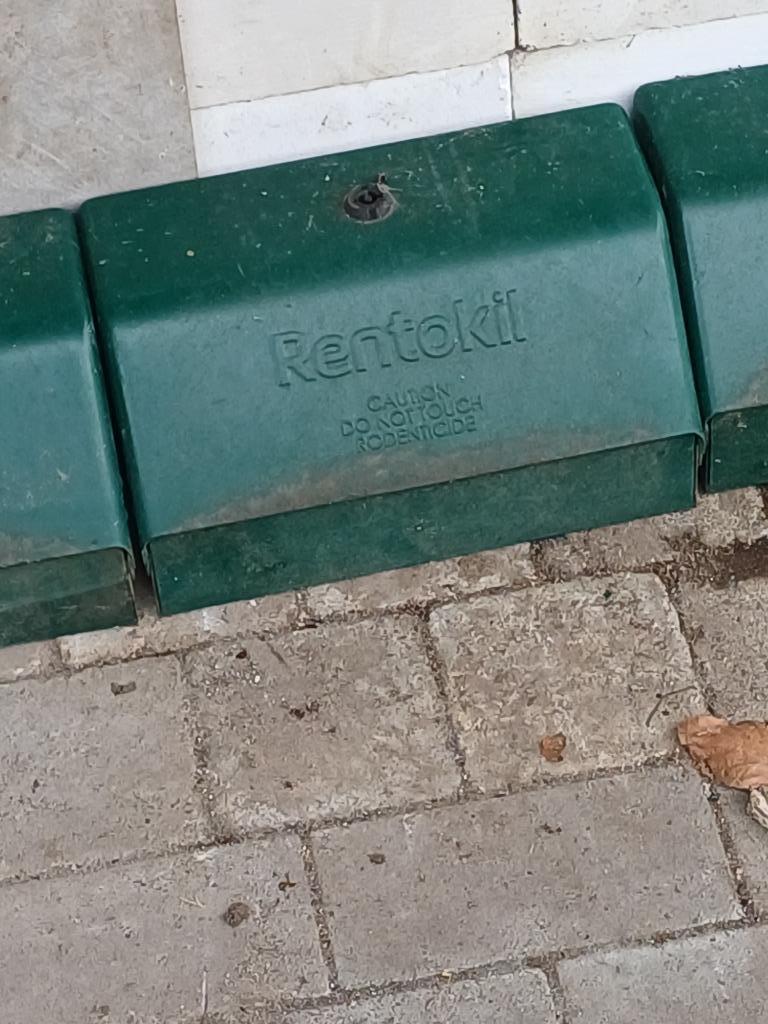 Rentokil
CAUTION
DO NOT TOUCH
RODENTICIDE